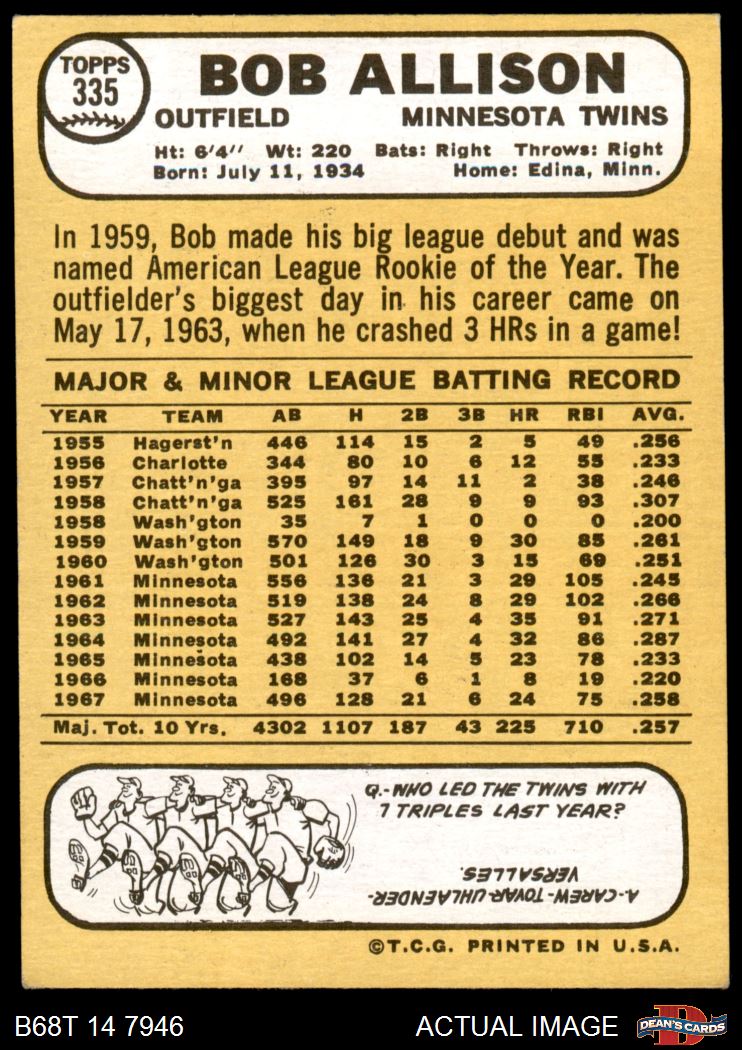 TOPPS
335
BOB ALLISON
OUTFIELD MINNESOTA TWINS
Ht: 6'4" Wt: 220 Bats: Right Throws: Right
Born: July 11, 1934 Home: Edina, Minn.
In 1959, Bob made his big league debut and was
named American League Rookie of the Year. The
outfielder's biggest day in his career came on
May 17, 1963, when he crashed 3 HRs in a game!
MAJOR & MINOR LEAGUE BATTING RECORD
YEAR TEAM AB H 2B 3B HR RBI AVG.
1955 Hagerst'n 446 114 15 2 5 49 .256
1956 Charlotte 344 80 10 6 12 55 .233
1957 Chatt'n'ga 395 97 14 11 2 38 .246
1958 Chatt'n'ga 525 161 28 9 9 93 .307
1958 Wash'gton 35 7 1 0 0 0 .200
1959 Wash'gton 570 149 18 9 30 85 .261
1960 Wash'gton 501 126 30 3 15 69 .251
1961 Minnesota 556 136 21 3 29 105 .245
1962 Minnesota 519 138 24 8 29 102 .266
1963 Minnesota 527 143 25 4 35 91 .271
1964 Minnesota 492 141 27 4 32 86 .287
1965 Minnesota 438 102 14 5 23 78 .233
1966 Minnesota 168 37 6 1 8 19 .220
1967 Minnesota 496 128 21 6 24 75 .258
Maj. Tot. 10 Yrs. 4302 1107 187 43 225 710 .257
Q.-WHO LED THE TWINS WITH
7 TRIPLES LAST YEAR?
A-CAREW-TOVAR-UHLAENDER-
VERSALLES.
©T.C.G. PRINTED IN U.S.A.
B68T 14 7946 ACTUAL IMAGE DEAN'S CARDS